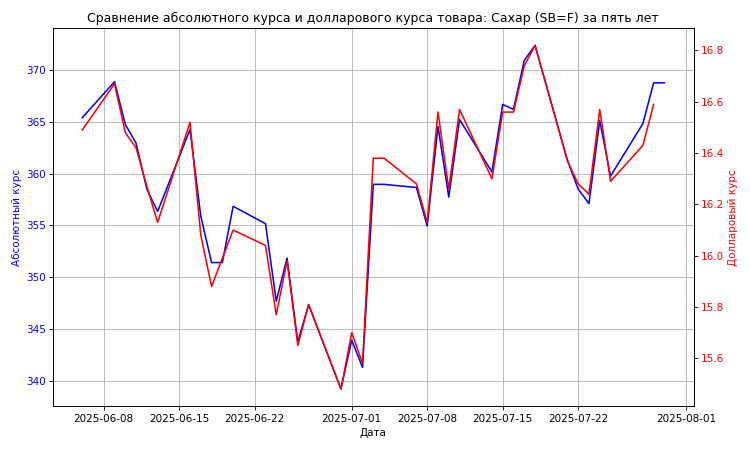 Сравнение абсолютного курса и долларового курса товара: Сахар (SB=F) за пять лет
370
365
360
355
350
345
340
Абсолютный курс
16.8
16.6
16.4
16.2
16.0
15.8
15.6
Долларовый курс
2025-06-08 2025-06-15 2025-06-22 2025-07-01 2025-07-08 2025-07-15 2025-07-22 2025-08-01
Дата